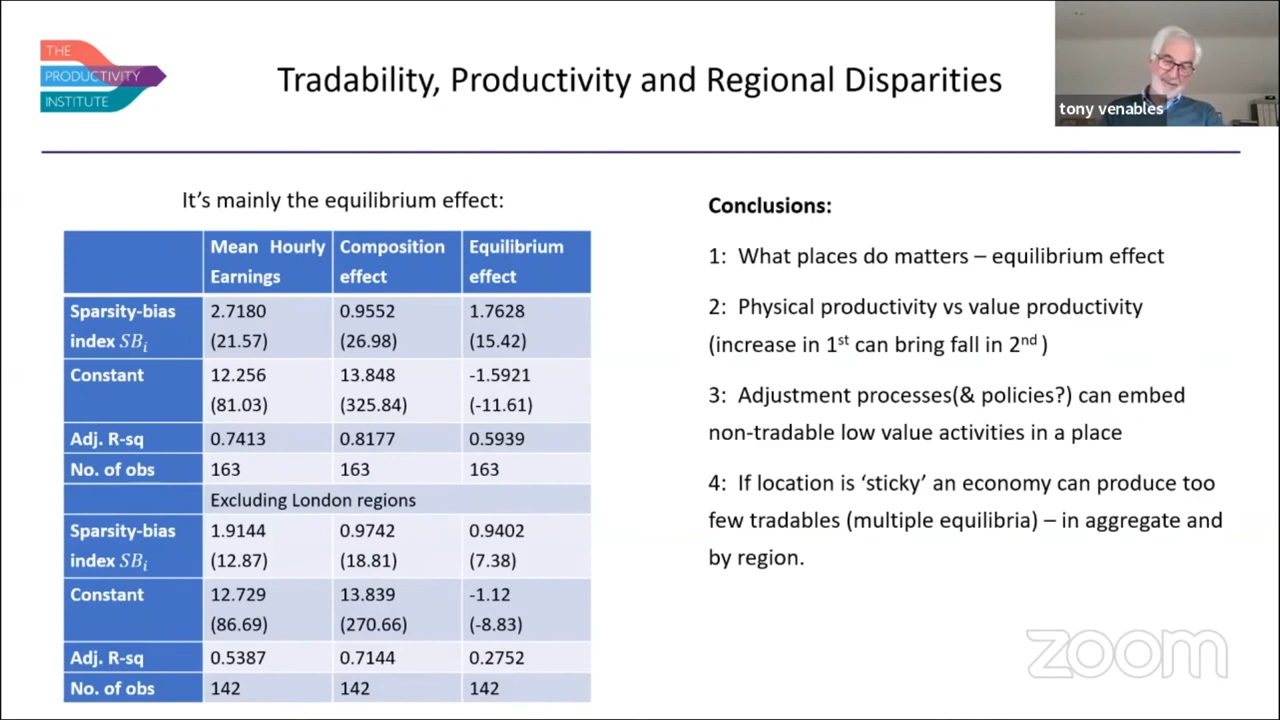 THE
PRODUCTIVITY
INSTITUTE
Tradability, Productivity and Regional Disparities
tony venables
It's mainly the equilibrium effect:
Mean Hourly Earnings Composition effect Equilibrium effect
Sparsity-bias index SBi 2.7180 (21.57) 0.9552 (26.98) 1.7628 (15.42)
Constant 12.256 (81.03) 13.848 (325.84) -1.5921 (-11.61)
Adj. R-sq 0.7413 0.8177 0.5939
No. of obs 163 163 163
Excluding London regions
Sparsity-bias index SBi 1.9144 (12.87) 0.9742 (18.81) 0.9402 (7.38)
Constant 12.729 (86.69) 13.839 (270.66) -1.12 (-8.83)
Adj. R-sq 0.5387 0.7144 0.2752
No. of obs 142 142 142
Conclusions:
1: What places do matters – equilibrium effect
2: Physical productivity vs value productivity
(increase in 1st can bring fall in 2nd )
3: Adjustment processes(& policies?) can embed
non-tradable low value activities in a place
4: If location is ‘sticky’ an economy can produce too
few tradables (multiple equilibria) – in aggregate and
by region.
zoom